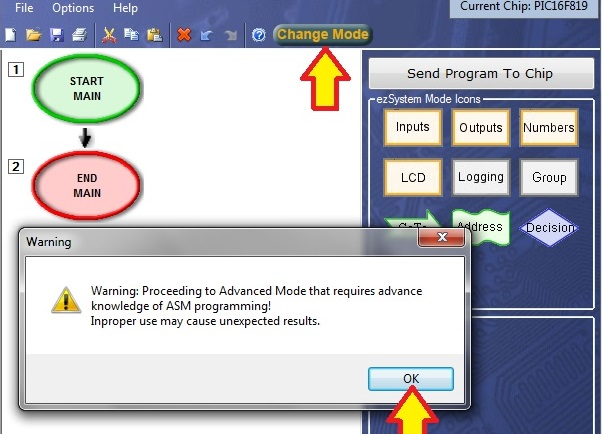 File Options Help
Current Chip: PIC16F819
Change Mode
1
START
MAIN
2
END
MAIN
Send Program To Chip
ezSystem Mode Icons
Inputs
Outputs
Numbers
LCD
Logging
Group
GoTo
Address
Decision
Warning
Warning: Proceeding to Advanced Mode that requires advance
knowledge of ASM programming!
Inproper use may cause unexpected results.
OK